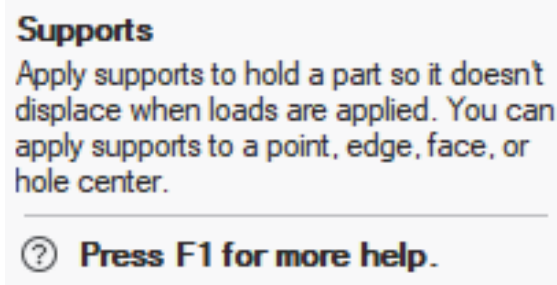 Supports
Apply supports to hold a part so it doesn't
displace when loads are applied. You can
apply supports to a point, edge, face, or
hole center.
? Press F1 for more help.